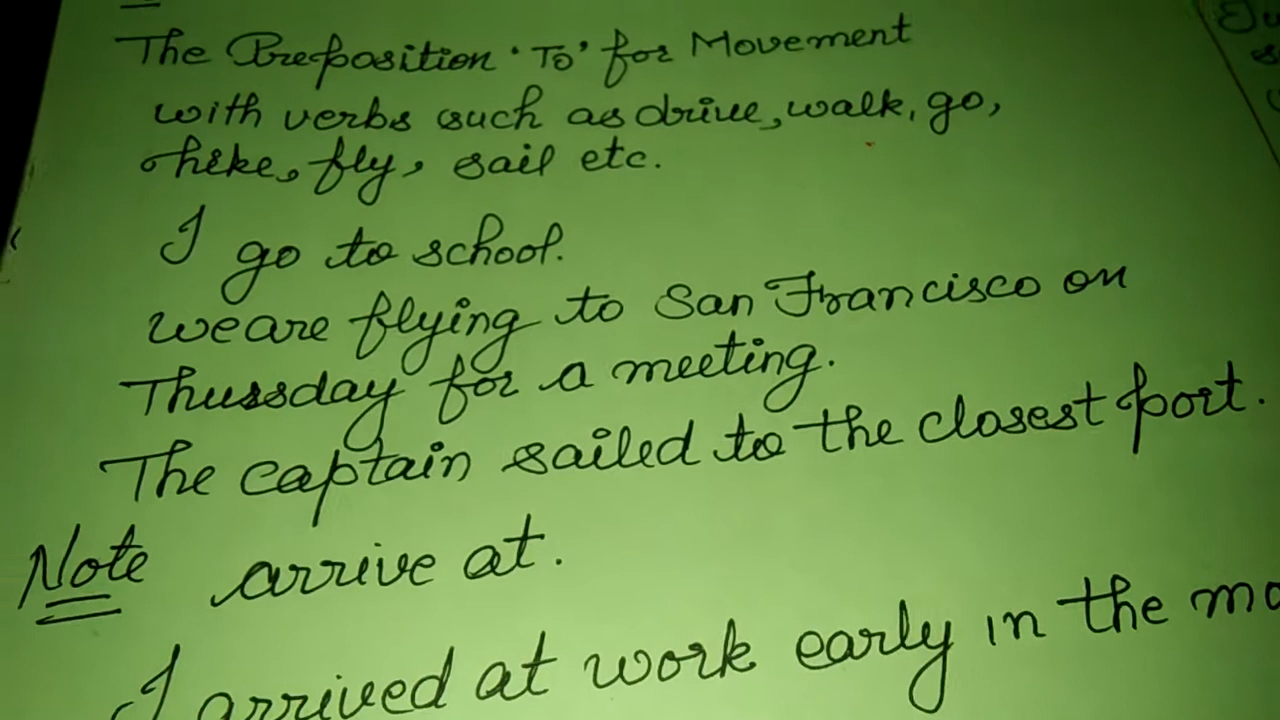 The Preposition 'To' for Movement
with verbs such as drive, walk, go,
hike, fly, sail etc.
I go to school.
we are flying to San Francisco on
Thursday for a meeting.
The captain sailed to the closest port.
Note arrive at.
I arrived at work early in the